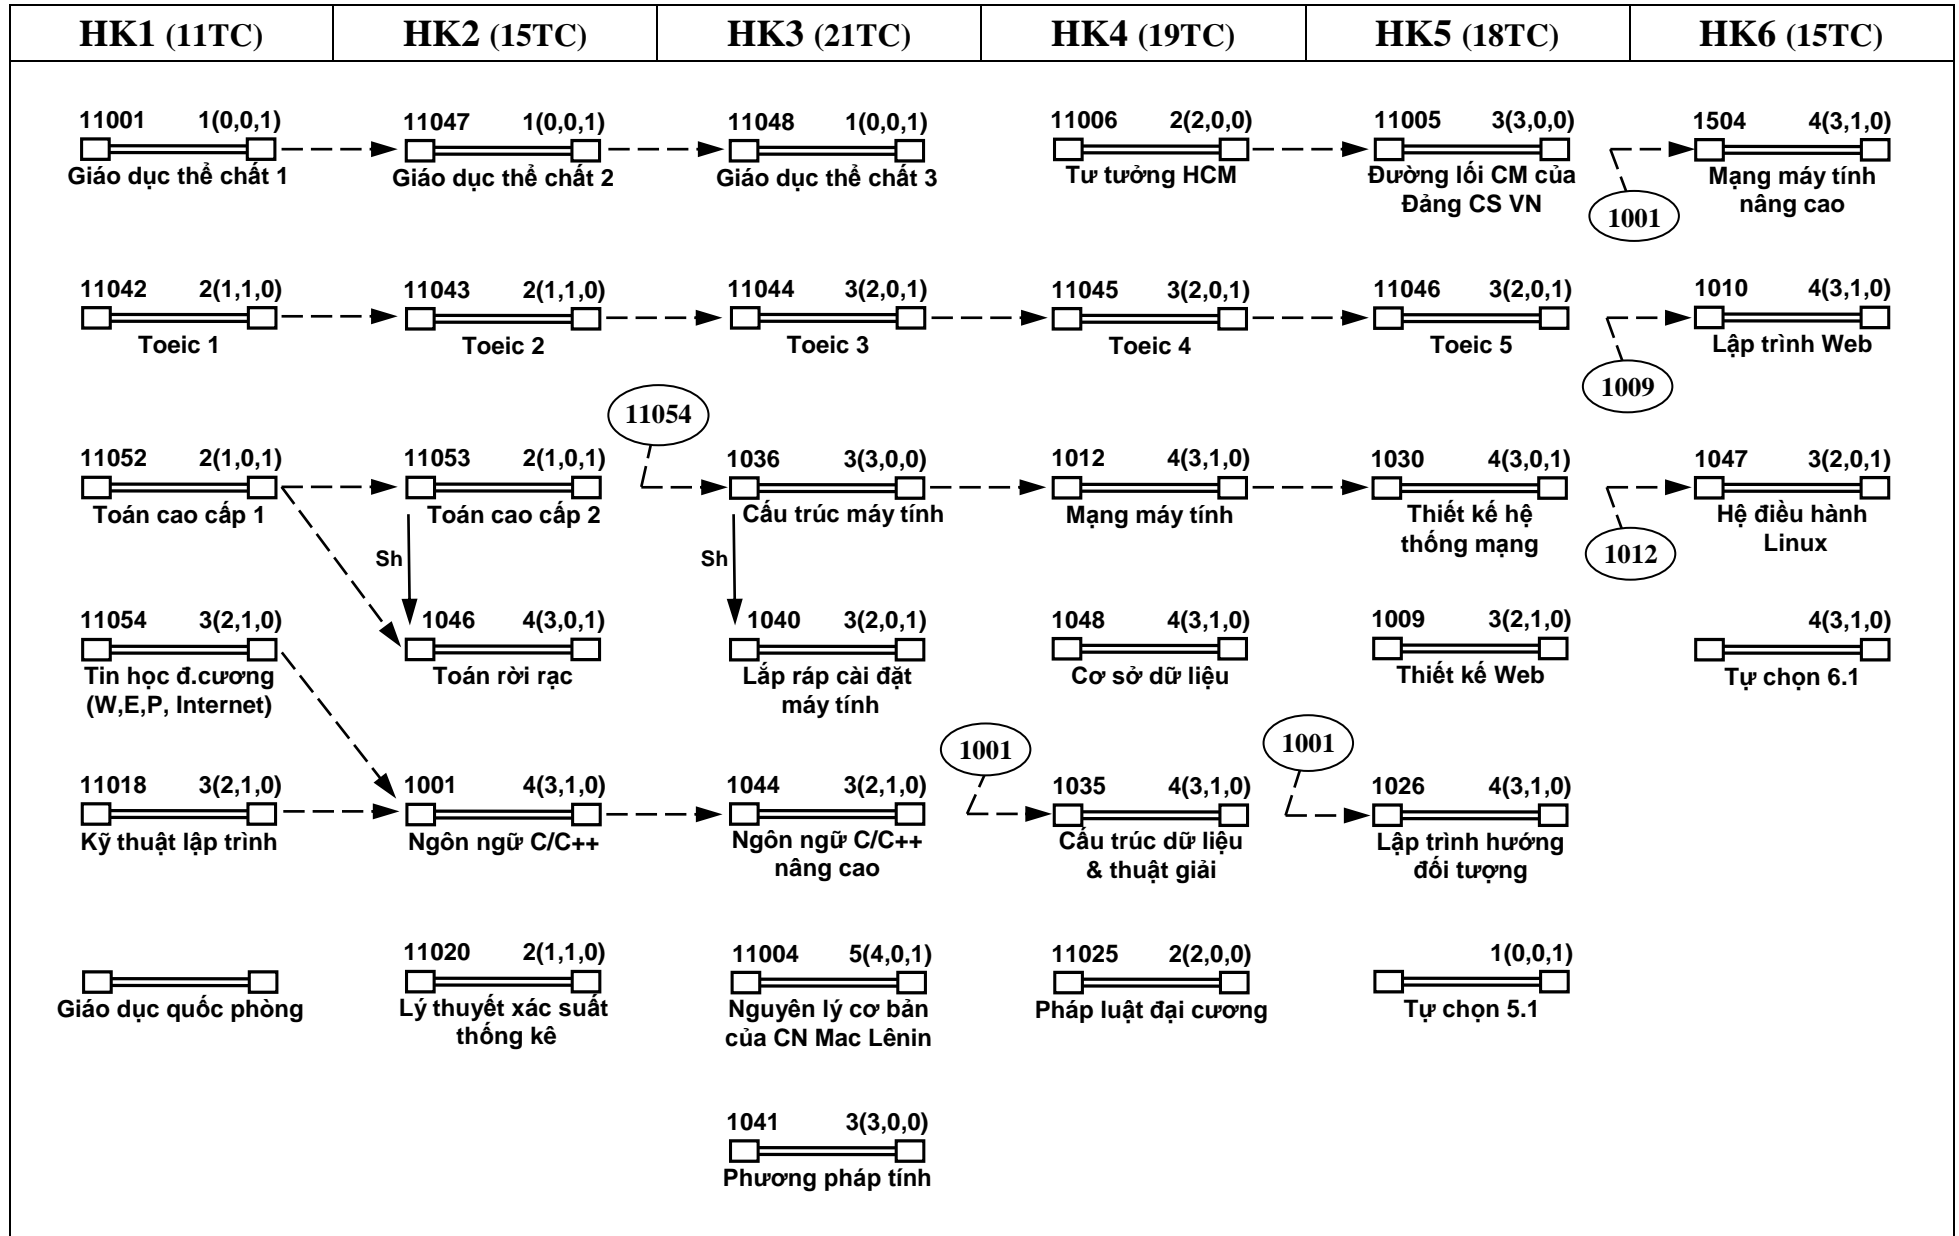 HK1 (11TC) HK2 (15TC) HK3 (21TC) HK4 (19TC) HK5 (18TC) HK6 (15TC)
11001 1(0,0,1) 11047 1(0,0,1) 11048 1(0,0,1) 11006 2(2,0,0) 11005 3(3,0,0) 1504 4(3,1,0)
Giáo dục thể chất 1 Giáo dục thể chất 2 Giáo dục thể chất 3 Tư tưởng HCM Đường lối CM của Mạng máy tính
Đảng CS VN nâng cao
1001
11042 2(1,1,0) 11043 2(1,1,0) 11044 3(2,0,1) 11045 3(2,0,1) 11046 3(2,0,1) 1010 4(3,1,0)
Toeic 1 Toeic 2 Toeic 3 Toeic 4 Toeic 5 Lập trình Web
1009
11054
11052 2(1,0,1) 11053 2(1,0,1) 1036 3(3,0,0) 1012 4(3,1,0) 1030 4(3,0,1) 1047 3(2,0,1)
Toán cao cấp 1 Toán cao cấp 2 Cấu trúc máy tính Mạng máy tính Thiết kế hệ Hệ điều hành
thống mạng Linux
1012
Sh Sh
11054 3(2,1,0) 1046 4(3,0,1) 1040 3(2,0,1) 1048 4(3,1,0) 1009 3(2,1,0) 4(3,1,0)
Tin học đ.cương Toán rời rạc Lắp ráp cài đặt Cơ sở dữ liệu Thiết kế Web Tự chọn 6.1
(W,E,P, Internet) máy tính
1001 1001
11018 3(2,1,0) 1001 4(3,1,0) 1044 3(2,1,0) 1035 4(3,1,0) 1026 4(3,1,0)
Kỹ thuật lập trình Ngôn ngữ C/C++ Ngôn ngữ C/C++ Cấu trúc dữ liệu Lập trình hướng
nâng cao & thuật giải đối tượng
11020 2(1,1,0) 11004 5(4,0,1) 11025 2(2,0,0) 1(0,0,1)
Giáo dục quốc phòng Lý thuyết xác suất Nguyên lý cơ bản Pháp luật đại cương Tự chọn 5.1
thống kê của CN Mac Lênin
1041 3(3,0,0)
Phương pháp tính